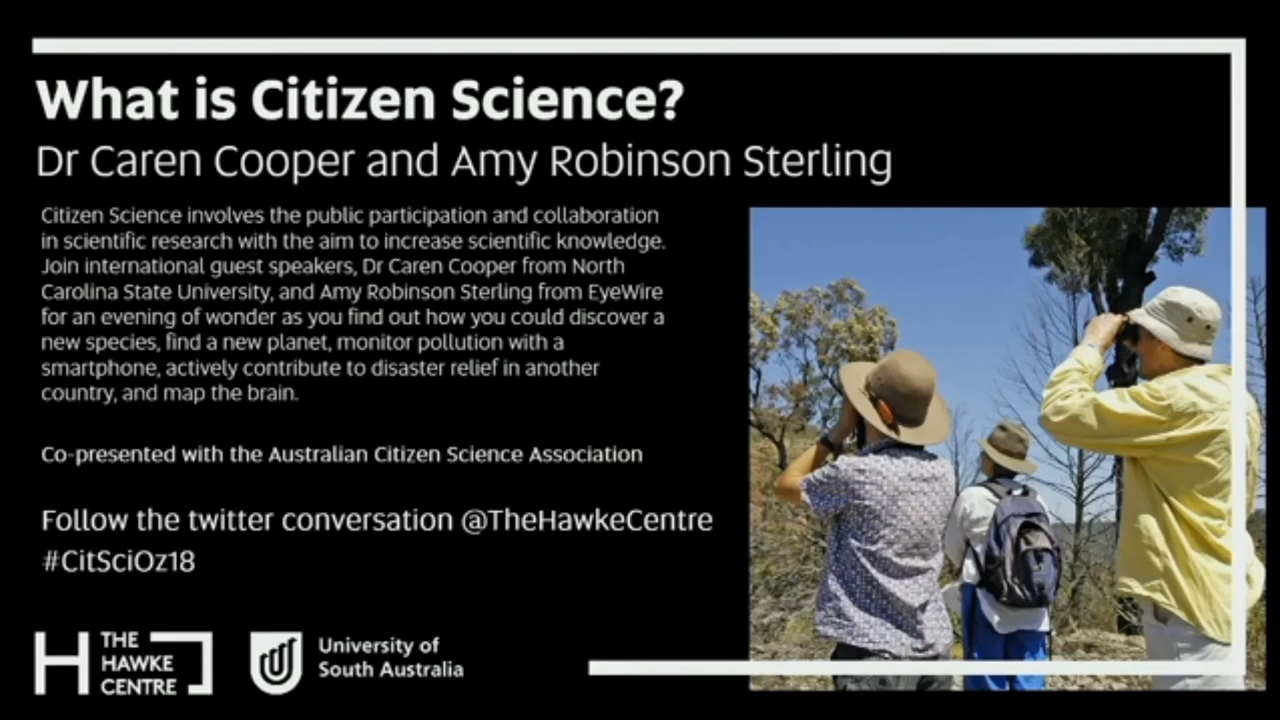 What is Citizen Science?
Dr Caren Cooper and Amy Robinson Sterling
Citizen Science involves the public participation and collaboration
in scientific research with the aim to increase scientific knowledge.
Join international guest speakers, Dr Caren Cooper from North
Carolina State University, and Amy Robinson Sterling from EyeWire
for an evening of wonder as you find out how you could discover a
new species, find a new planet, monitor pollution with a
smartphone, actively contribute to disaster relief in another
country, and map the brain.
Co-presented with the Australian Citizen Science Association
Follow the twitter conversation @TheHawkeCentre
#CitSciOz18
THE
HAWKE
CENTRE
University of
South Australia